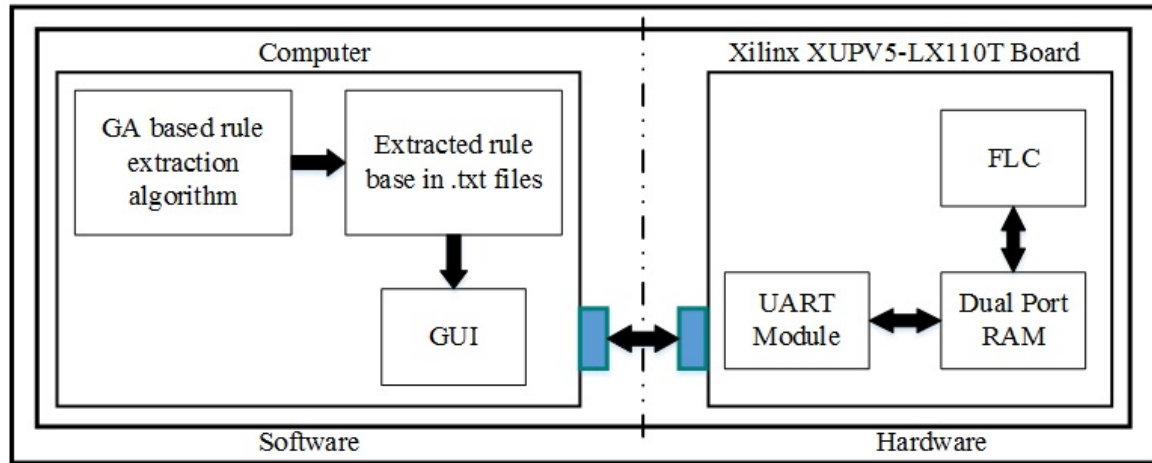 Computer
GA based rule
extraction
algorithm
Extracted rule
base in .txt files
GUI
Software
Xilinx XUPV5-LX110T Board
FLC
UART
Module
Dual Port
RAM
Hardware